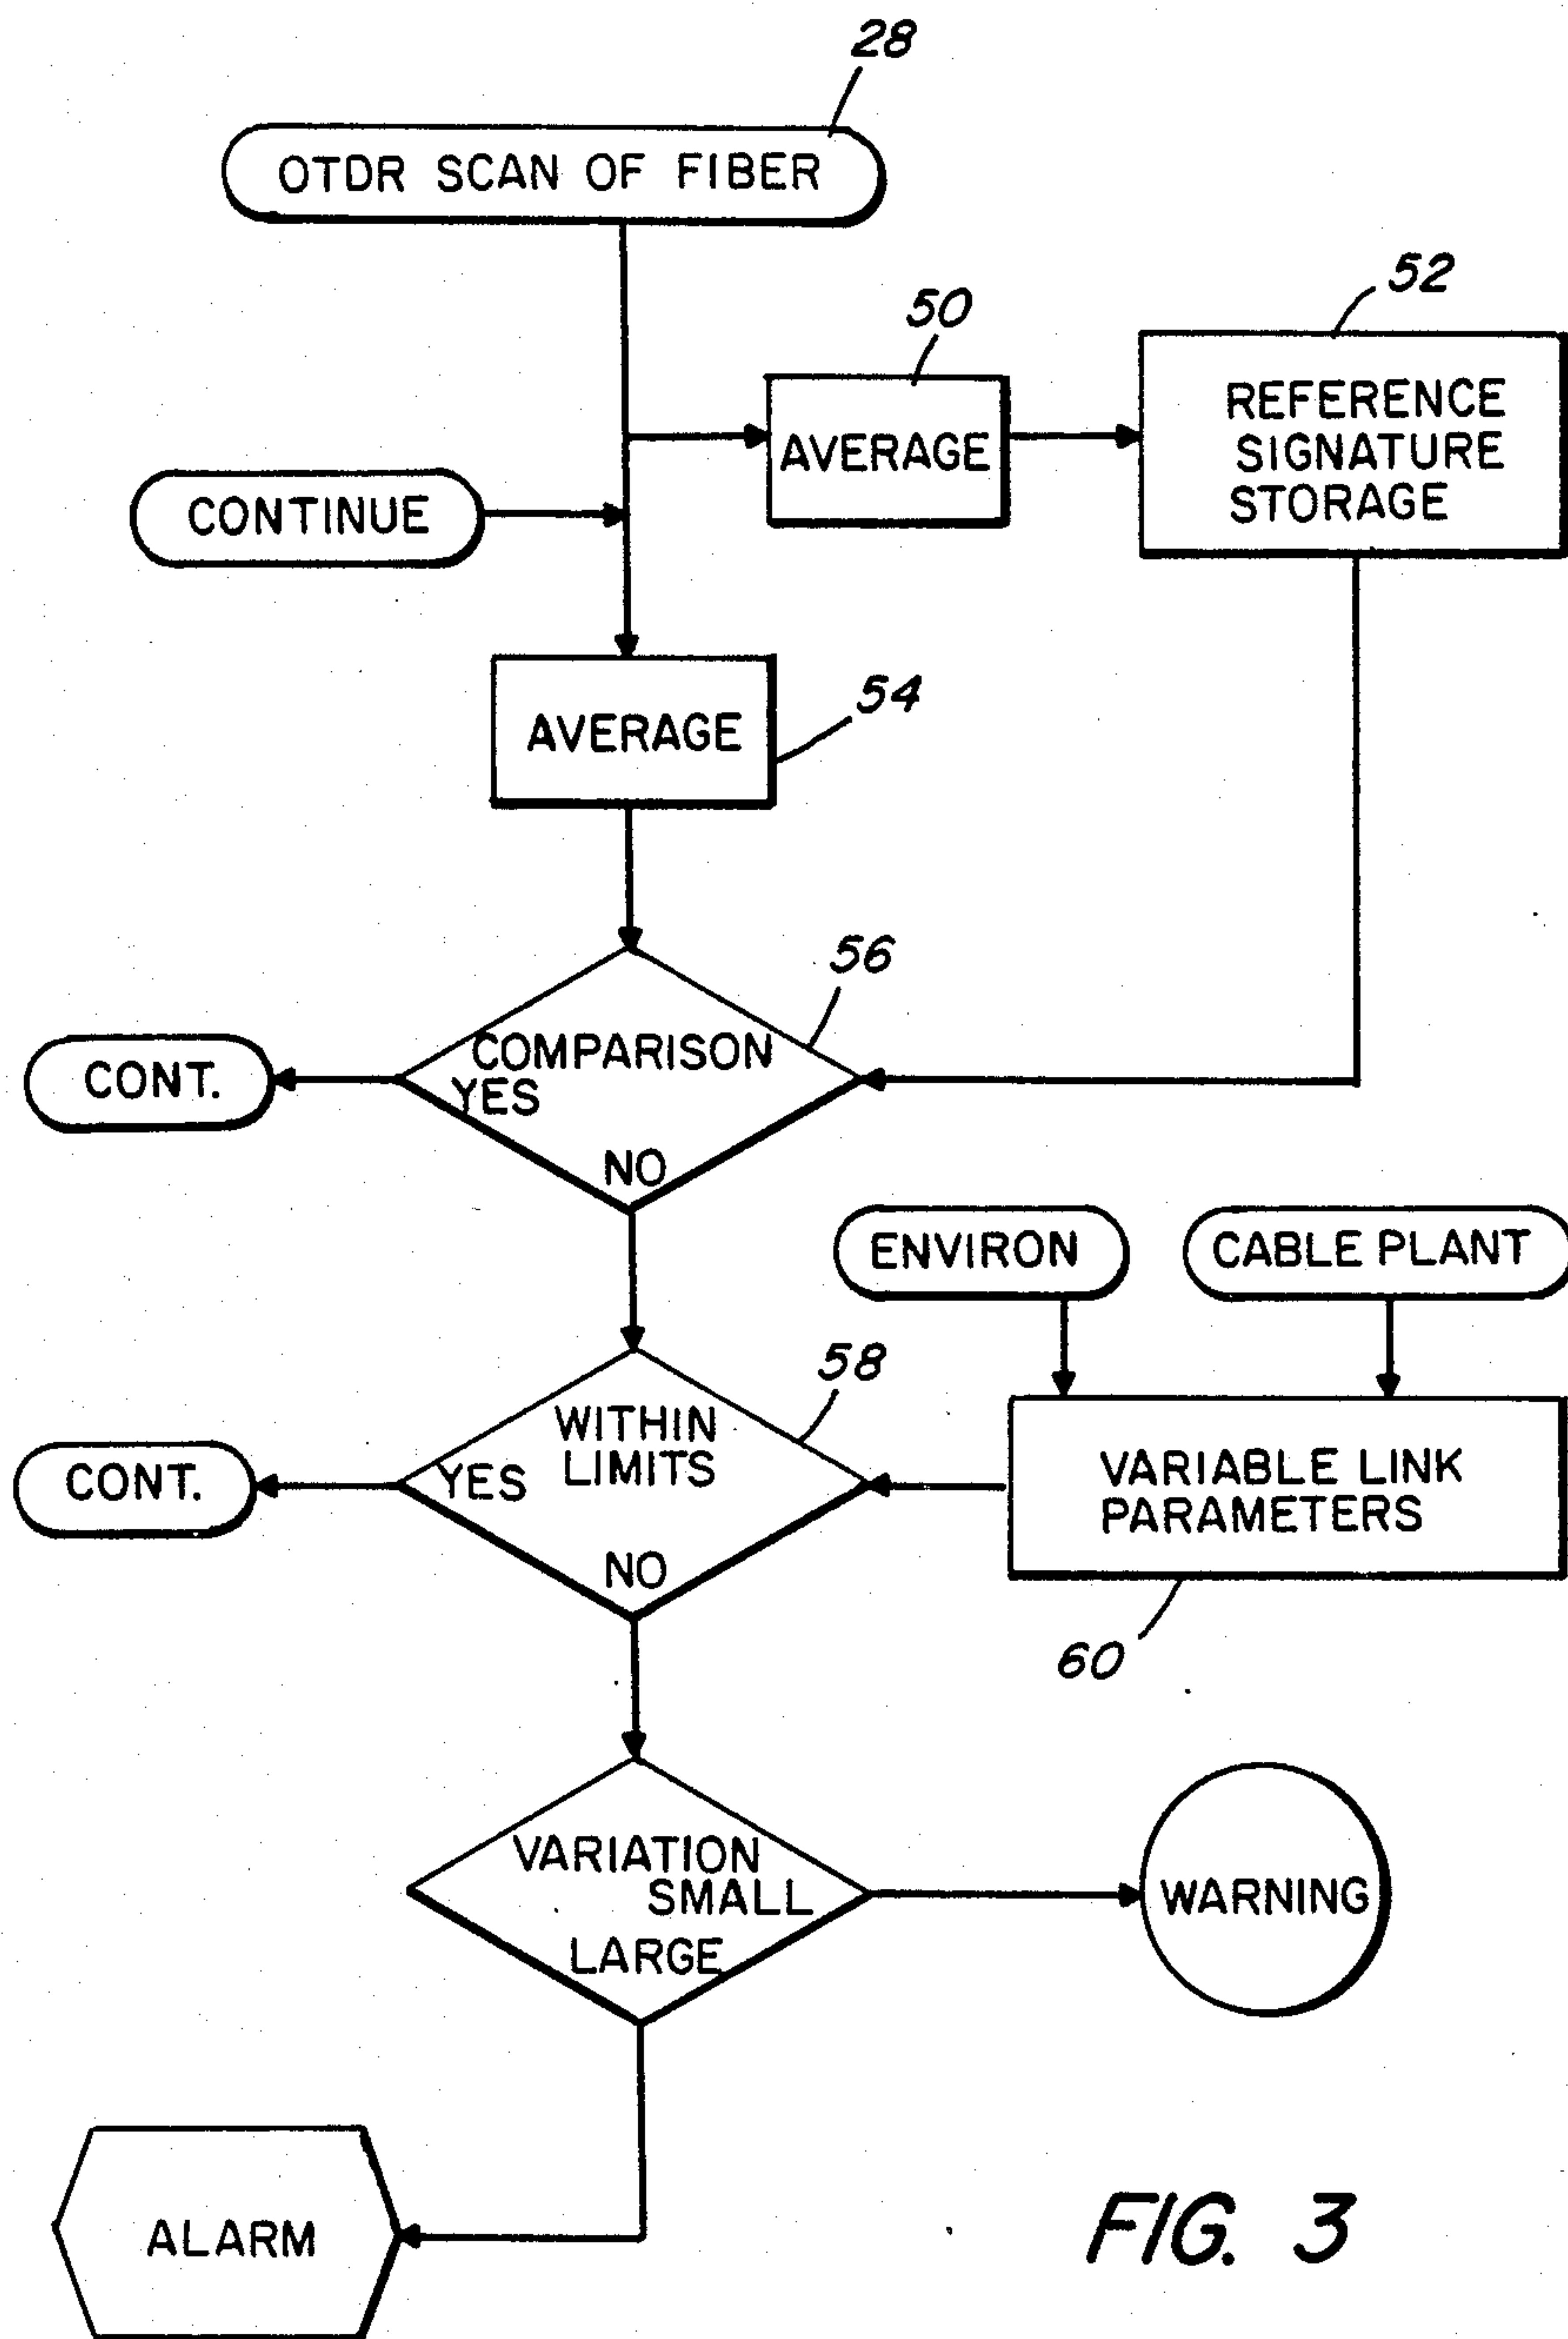 28
OTDR SCAN OF FIBER
52
50
REFERENCE
SIGNATURE
STORAGE
AVERAGE
CONTINUE
54
AVERAGE
56
COMPARISON
CONT.
YES
NO
ENVIRON
CABLE PLANT
58
WITHIN
LIMITS
CONT.
YES
VARIABLE LINK
PARAMETERS
NO
60
VARIATION
SMALL
WARNING
LARGE
ALARM
FIG. 3